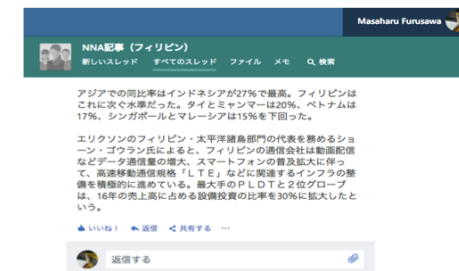 Masaharu Furusawa
NNA記事（フィリピン）
新しいスレッド すべてのスレッド ファイル メモ 検索
アジアでの同比率はインドネシアが27%で最高。フィリピンは
これに次ぐ水準だった。タイとミャンマーは20%、ベトナムは
17%、シンガポールとマレーシアは15%を下回った。
エリクソンのフィリピン・太平洋諸島部門の代表を務めるショ
ーン・ゴウラン氏によると、フィリピンの通信会社は動画配信
などデータ通信量の増大、スマートフォンの普及拡大に伴っ
て、高速移動通信規格「ＬＴＥ」などに関連するインフラの整
備を積極的に進めている。最大手のＰＬＤＴと２位グローブ
は、16年の売上高に占める設備投資の比率を30%に拡大したと
いう。
いいね！ 返信 共有する …
返信する